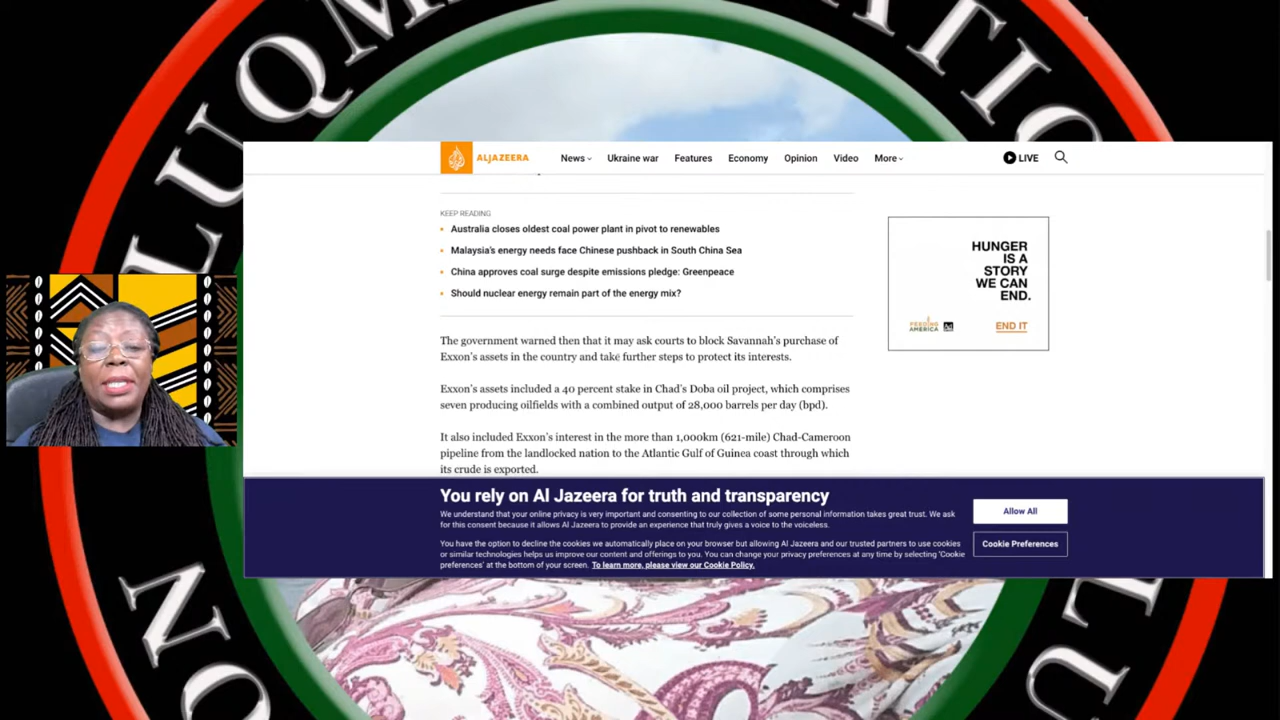 ALJAZEERA
News
Ukraine war
Features
Economy
Opinion
Video
More
LIVE
KEEP READING
Australia closes oldest coal power plant in pivot to renewables
Malaysia's energy needs face Chinese pushback in South China Sea
China approves coal surge despite emissions pledge: Greenpeace
Should nuclear energy remain part of the energy mix?
HUNGER
IS A
STORY
WE CAN
END.
FEEDING
AMERICA
Ad
END IT
The government warned then that it may ask courts to block Savannah's purchase of
Exxon's assets in the country and take further steps to protect its interests.
Exxon's assets included a 40 percent stake in Chad's Doba oil project, which comprises
seven producing oilfields with a combined output of 28,000 barrels per day (bpd).
It also included Exxon's interest in the more than 1,000km (621-mile) Chad-Cameroon
pipeline from the landlocked nation to the Atlantic Gulf of Guinea coast through which
its crude is exported.
You rely on Al Jazeera for truth and transparency
We understand that your online privacy is very important and consenting to our collection of some personal information takes great trust. We ask
for this consent because it allows Al Jazeera to provide an experience that truly gives a voice to the voiceless.
You have the option to decline the cookies we automatically place on your browser but allowing Al Jazeera and our trusted partners to use cookies
or similar technologies helps us improve our content and offerings to you. You can change your privacy preferences at any time by selecting 'Cookie
preferences' at the bottom of your screen. To learn more, please view our Cookie Policy.
Allow All
Cookie Preferences